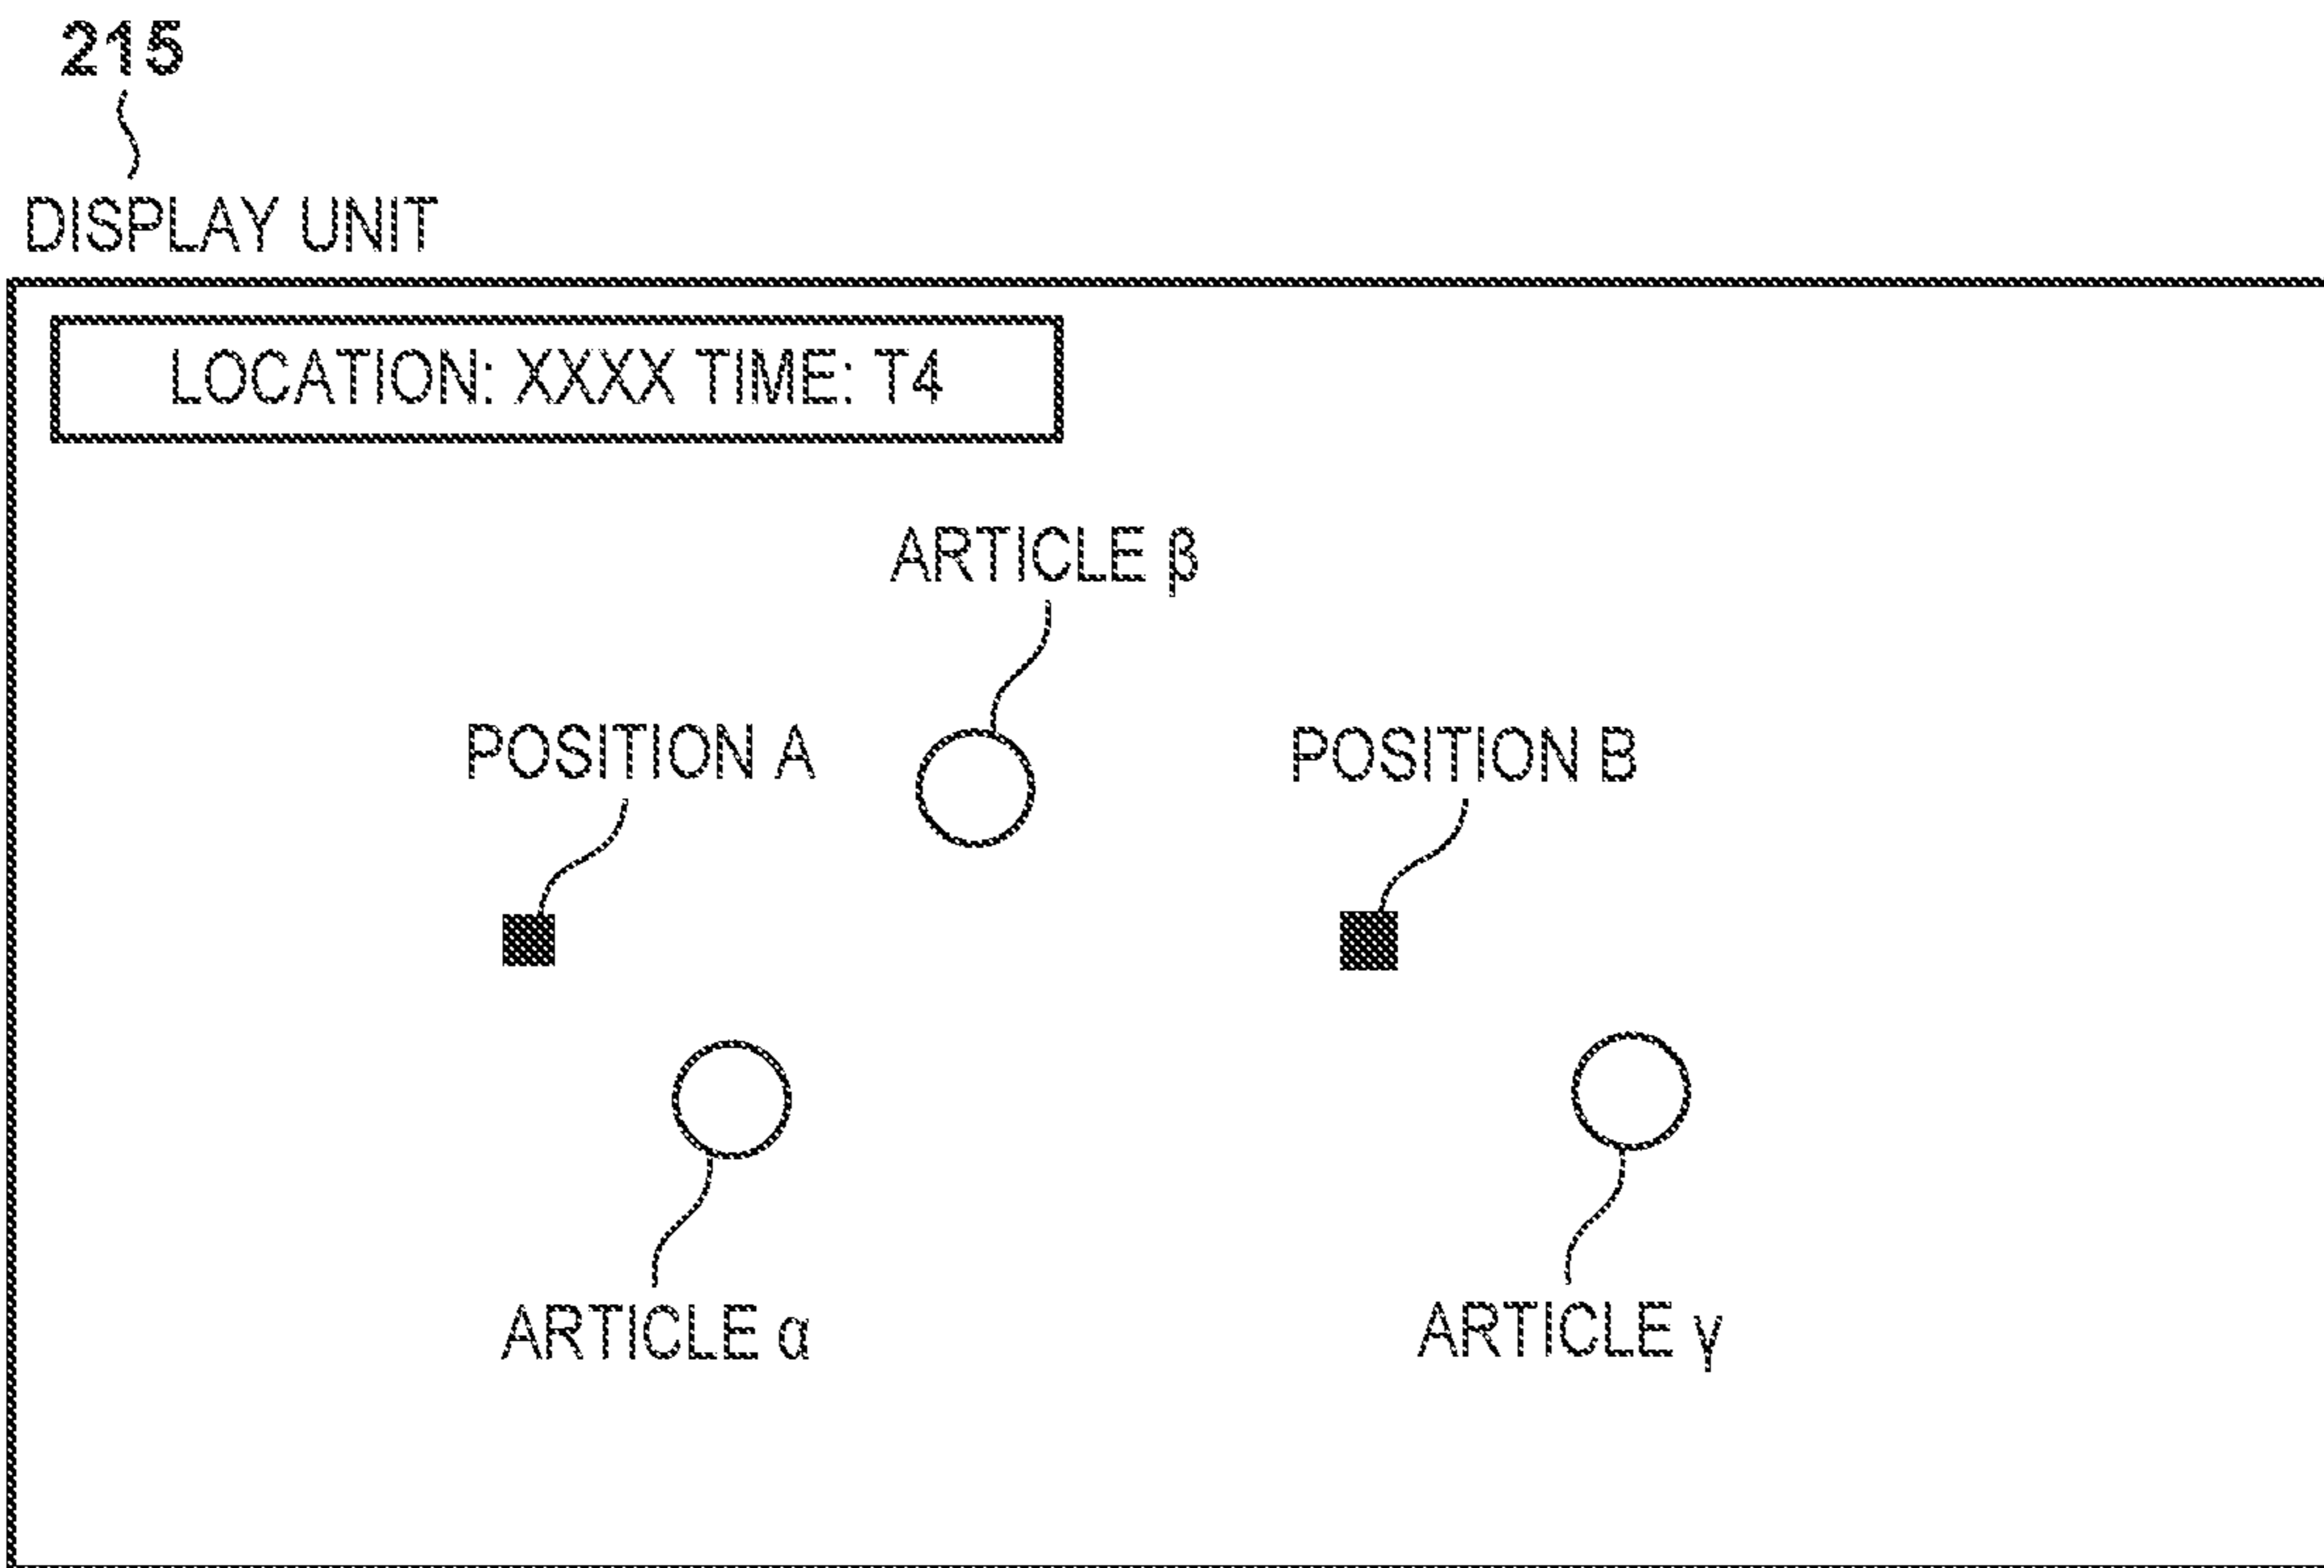 215
DISPLAY UNIT
LOCATION: XXXX TIME: T4
ARTICLE β
POSITION A
POSITION B
ARTICLE α
ARTICLE γ